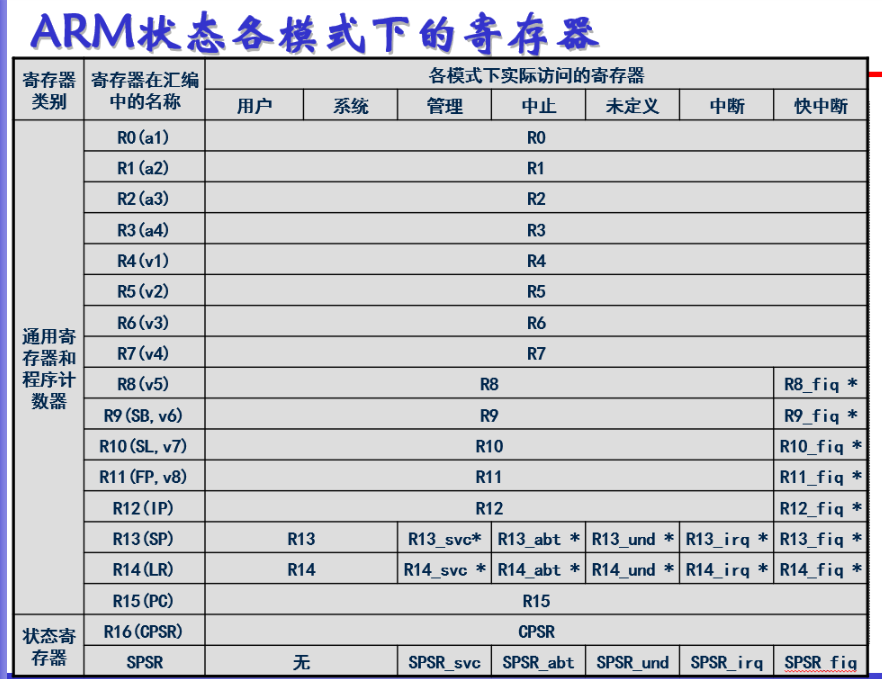 ARM状态各模式下的寄存器
寄存器类别 寄存器在汇编中的名称 各模式下实际访问的寄存器
用户 系统 管理 中止 未定义 中断 快中断
通用寄存器和程序计数器
R0(a1) R0
R1(a2) R1
R2(a3) R2
R3(a4) R3
R4(v1) R4
R5(v2) R5
R6(v3) R6
R7(v4) R7
R8(v5) R8 R8_fiq *
R9(SB,v6) R9 R9_fiq *
R10(SL,v7) R10 R10_fiq *
R11(FP,v8) R11 R11_fiq *
R12(IP) R12 R12_fiq *
R13(SP) R13 R13_svc* R13_abt * R13_und * R13_irq * R13_fiq *
R14(LR) R14 R14_svc * R14_abt * R14_und * R14_irq * R14_fiq *
R15(PC) R15
状态寄存器
R16(CPSR) CPSR
SPSR 无 SPSR_svc SPSR_abt SPSR_und SPSR_irq SPSR_fiq